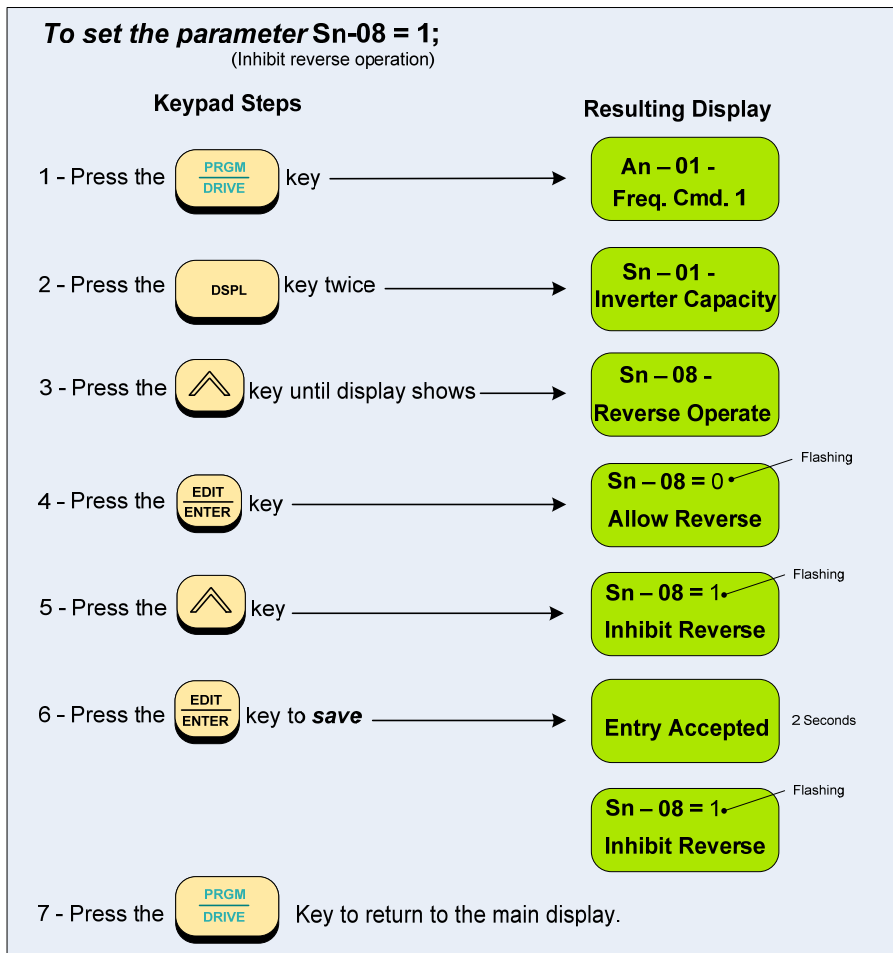 To set the parameter Sn-08 = 1;
(Inhibit reverse operation)
Keypad Steps
Resulting Display
1 - Press the PRGM DRIVE key
An – 01 -
Freq. Cmd. 1
2 - Press the DSPL key twice
Sn – 01 -
Inverter Capacity
3 - Press the key until display shows
Sn – 08 -
Reverse Operate
4 - Press the EDIT ENTER key
Sn – 08 = 0
Flashing
Allow Reverse
5 - Press the key
Sn – 08 = 1
Flashing
Inhibit Reverse
6 - Press the EDIT ENTER key to save
Entry Accepted
2 Seconds
Sn – 08 = 1
Flashing
Inhibit Reverse
7 - Press the PRGM DRIVE Key to return to the main display.